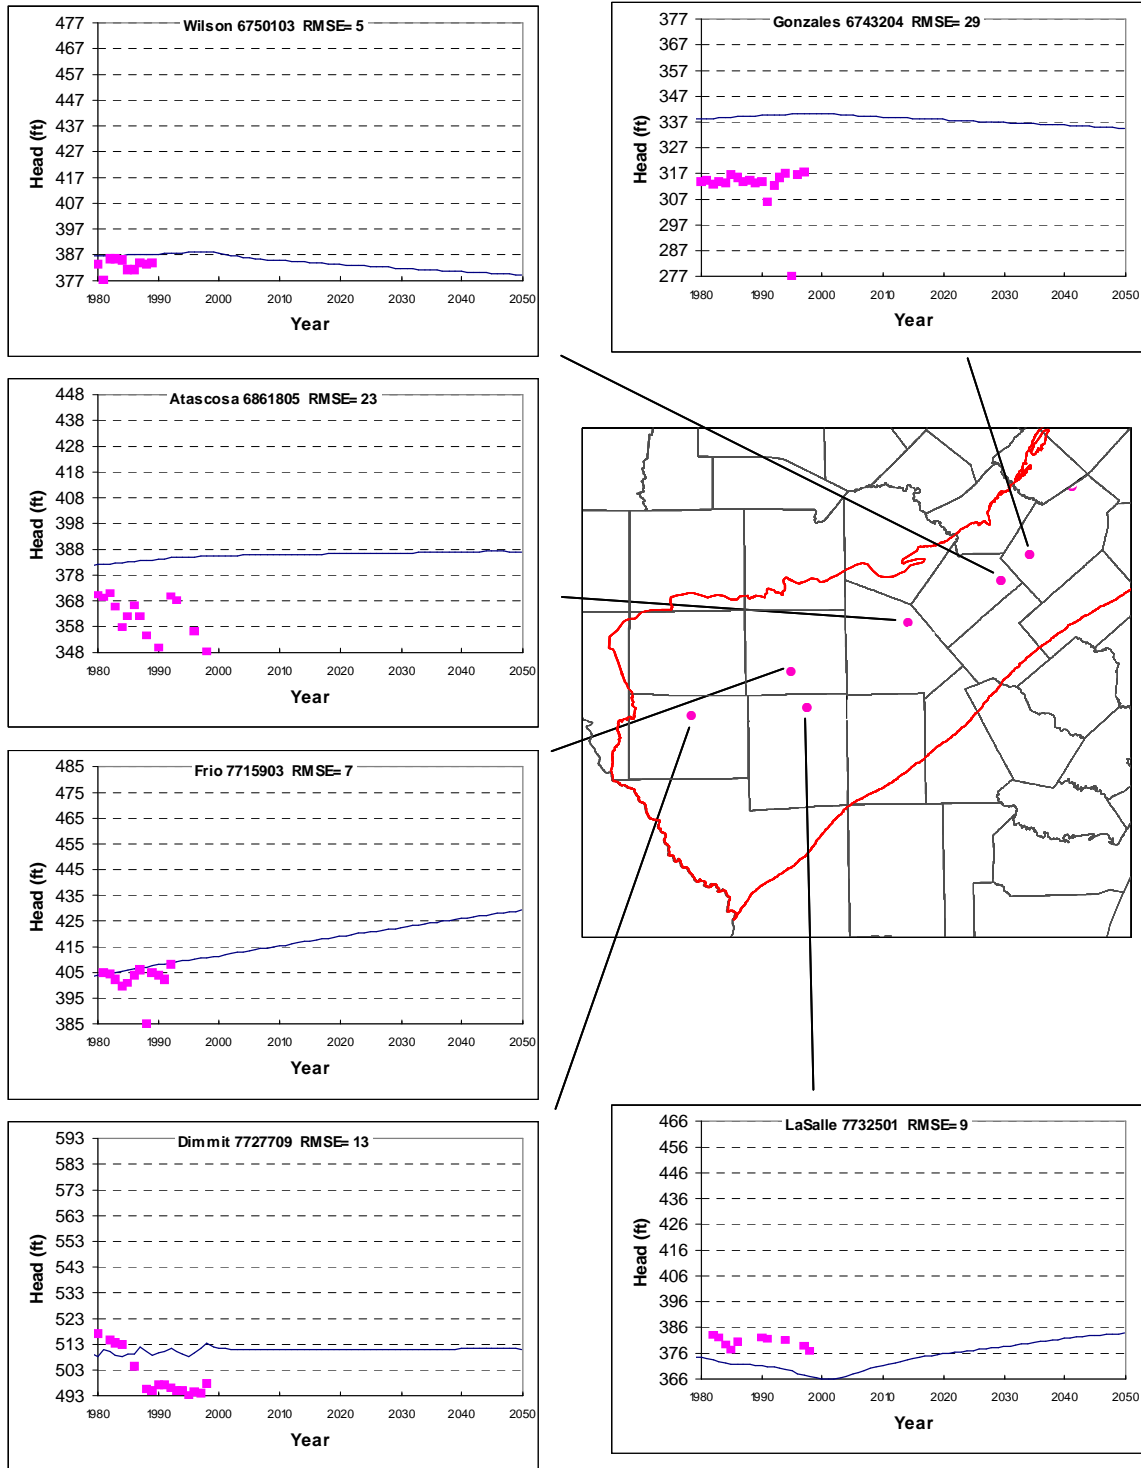 Wilson 6750103 RMSE= 5
Head (ft)
477
467
457
447
437
427
417
407
397
387
377
1980 1990 2000 2010 2020 2030 2040 2050
Year
Gonzales 6743204 RMSE= 29
Head (ft)
377
367
357
347
337
327
317
307
297
287
277
1980 1990 2000 2010 2020 2030 2040 2050
Year
Atascosa 6861805 RMSE= 23
Head (ft)
448
438
428
418
408
398
388
378
368
358
348
1980 1990 2000 2010 2020 2030 2040 2050
Year
Frio 7715903 RMSE= 7
Head (ft)
485
475
465
455
445
435
425
415
405
395
385
1980 1990 2000 2010 2020 2030 2040 2050
Year
Dimmit 7727709 RMSE= 13
Head (ft)
593
583
573
563
553
543
533
523
513
503
493
1980 1990 2000 2010 2020 2030 2040 2050
Year
LaSalle 7732501 RMSE= 9
Head (ft)
466
456
446
436
426
416
406
396
386
376
366
1980 1990 2000 2010 2020 2030 2040 2050
Year